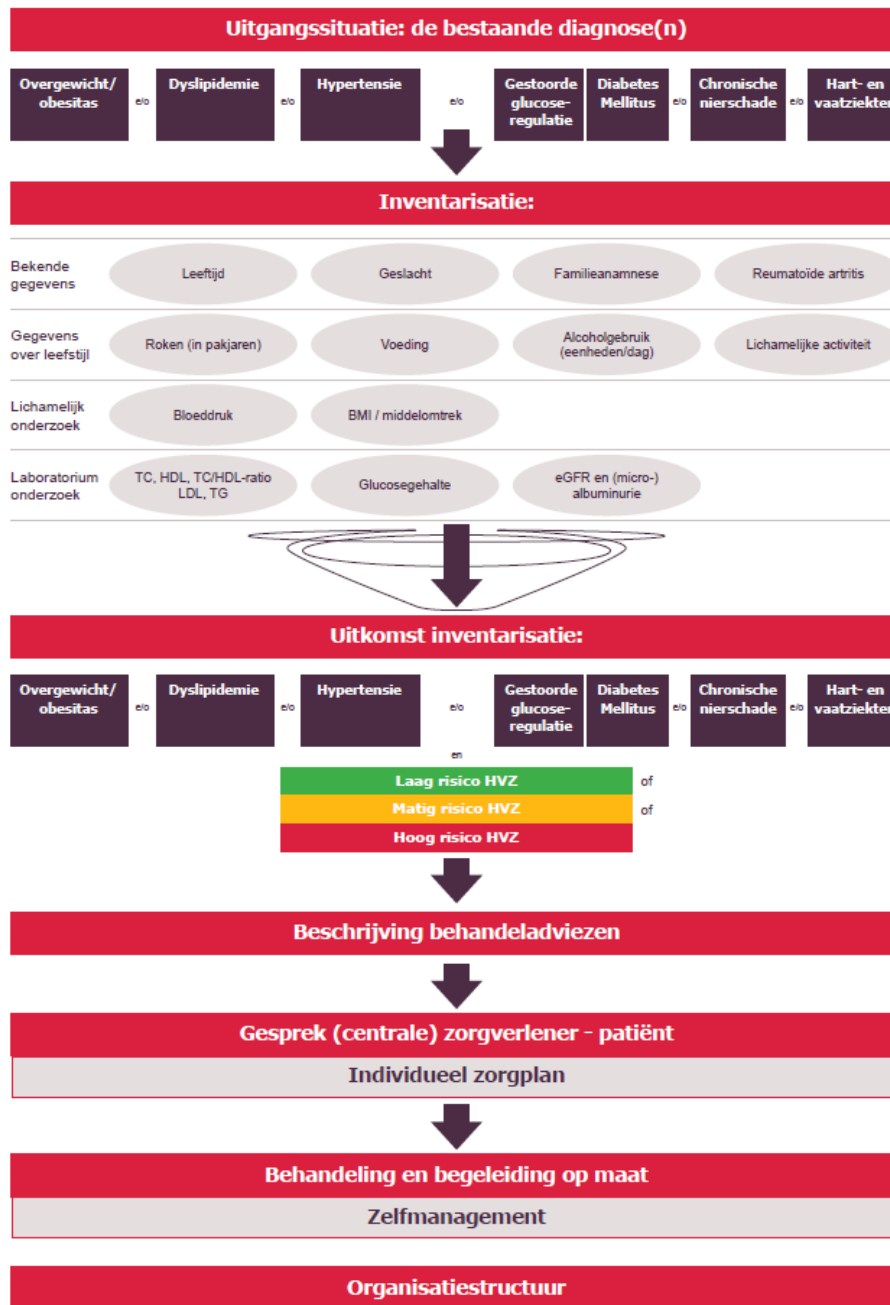 Uitgangssituatie: de bestaande diagnose(n)
Overgewicht/ obesitas e/o Dyslipidemie e/o Hypertensie e/o Gestoorde glucose-regulatie Diabetes Mellitus e/o Chronische nierschade e/o Hart- en vaatziekten
Inventarisatie:
Bekende gegevens Leeftijd Geslacht Familieanamnese Reumatoïde artritis
Gegevens over leefstijl Roken (in pakjaren) Voeding Alcoholgebruik (eenheden/dag) Lichamelijke activiteit
Lichamelijk onderzoek Bloeddruk BMI / middelomtrek
Laboratorium onderzoek TC, HDL, TC/HDL-ratio LDL, TG Glucosegehalte eGFR en (micro-) albuminurie
Uitkomst inventarisatie:
Overgewicht/ obesitas e/o Dyslipidemie e/o Hypertensie e/o Gestoorde glucose-regulatie Diabetes Mellitus e/o Chronische nierschade e/o Hart- en vaatziekten
en
Laag risico HVZ of
Matig risico HVZ of
Hoog risico HVZ
Beschrijving behandeladviezen
Gesprek (centrale) zorgverlener - patiënt
Individueel zorgplan
Behandeling en begeleiding op maat
Zelfmanagement
Organisatiestructuur